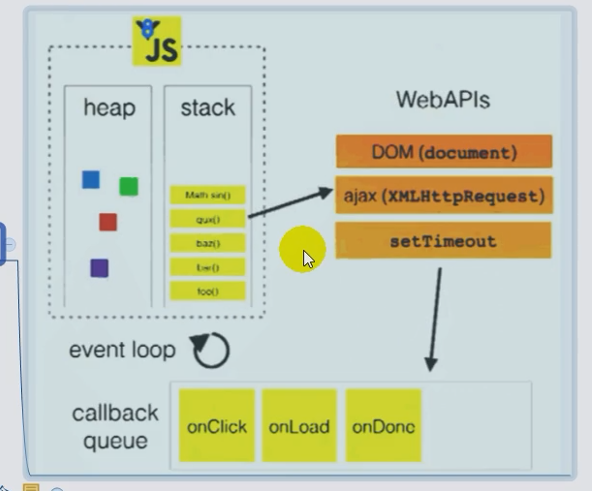 JS
heap
stack
Math sin()
qux()
baz()
bar()
foo()
WebAPIs
DOM (document)
ajax (XMLHttpRequest)
setTimeout
event loop
callback
queue
onClick
onLoad
onDone